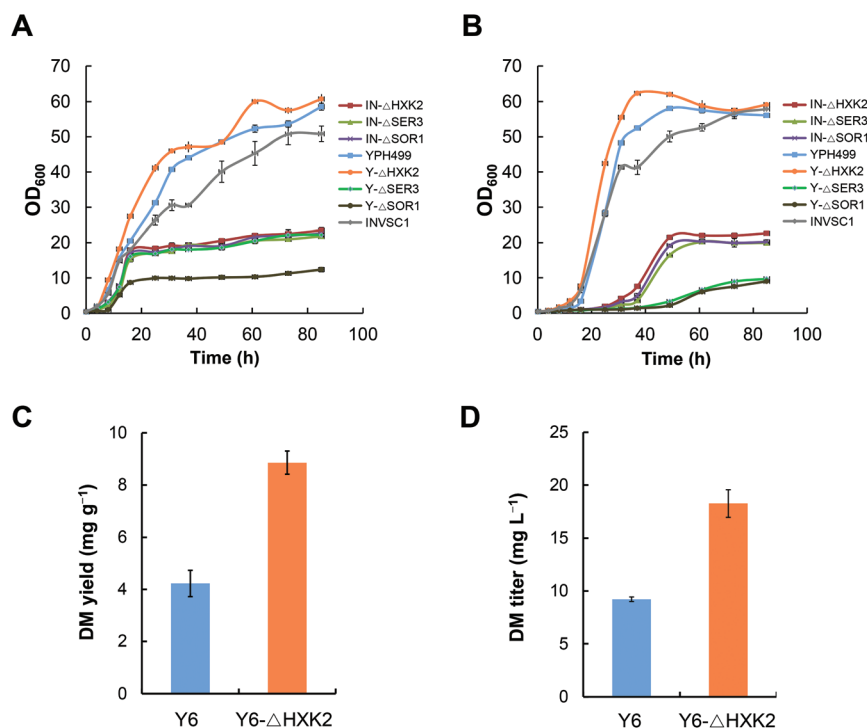 A
OD600
70
60
50
40
30
20
10
0
0 20 40 60 80 100
Time (h)
IN-△HXK2
IN-△SER3
IN-△SOR1
YPH499
Y-△HXK2
Y-△SER3
Y-△SOR1
INVSC1
B
OD600
70
60
50
40
30
20
10
0
0 20 40 60 80 100
Time (h)
IN-△HXK2
IN-△SER3
IN-△SOR1
YPH499
Y-△HXK2
Y-△SER3
Y-△SOR1
INVSC1
C
DM yield (mg g⁻¹)
10
8
6
4
2
0
Y6 Y6-△HXK2
D
DM titer (mg L⁻¹)
25
20
15
10
5
0
Y6 Y6-△HXK2